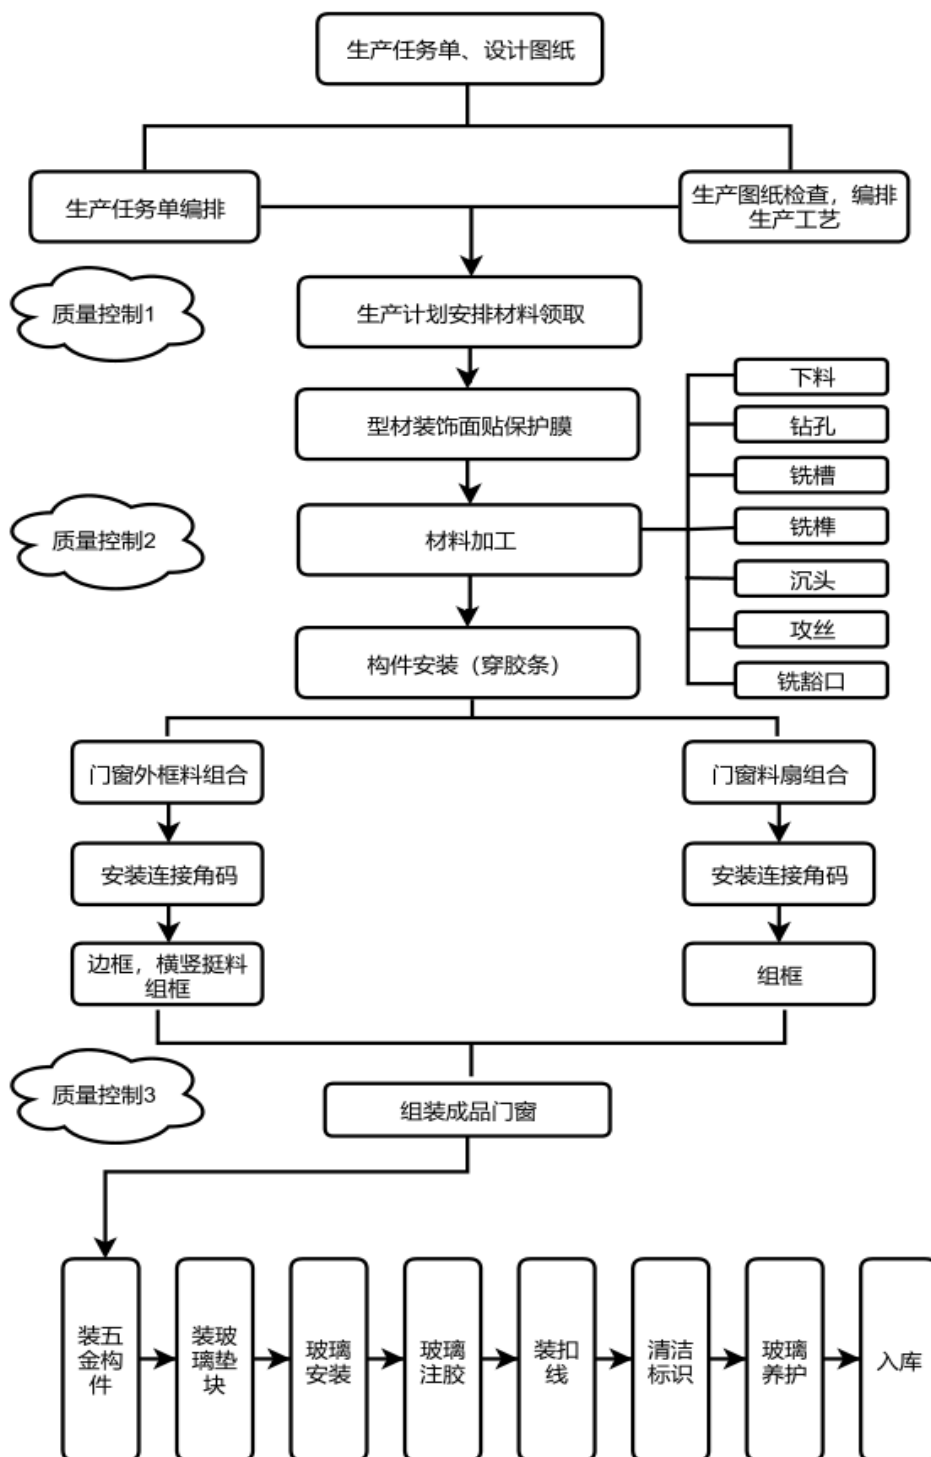 生产任务单、设计图纸
生产任务单编排
生产图纸检查，编排
生产工艺
质量控制1
生产计划安排材料领取
型材装饰面贴保护膜
下料
钻孔
铣槽
铣榫
沉头
攻丝
铣豁口
质量控制2
材料加工
构件安装（穿胶条）
门窗外框料组合
门窗料扇组合
安装连接角码
安装连接角码
边框，横竖挺料
组框
组框
质量控制3
组装成品门窗
装五
金构
件
装玻
璃垫
块
玻璃
安装
玻璃
注胶
装扣
线
清洁
标识
玻璃
养护
入库